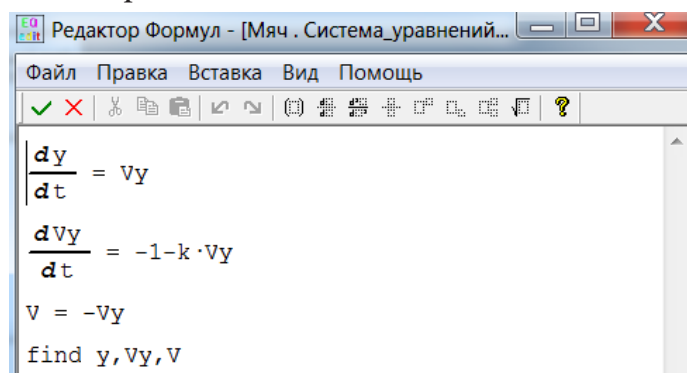 Редактор Формул - [Мяч . Система_уравнений...
Файл Правка Вставка Вид Помощь
dy/dt = Vy
dVy/dt = -1-k·Vy
V = -Vy
find y,Vy,V